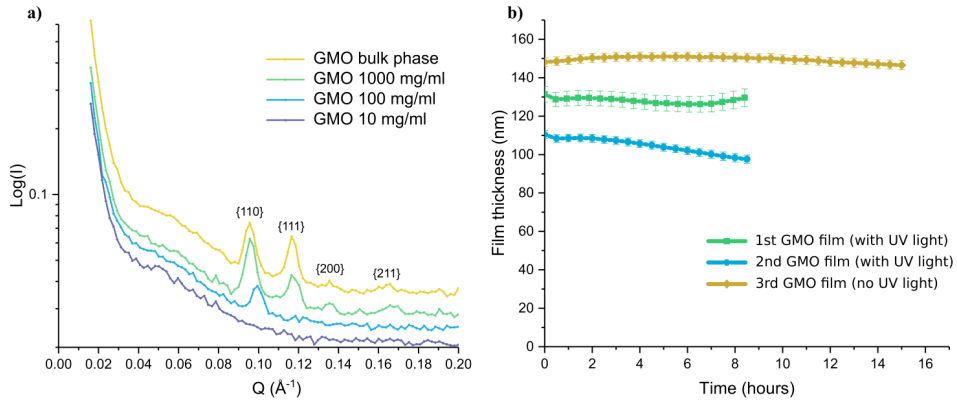 a)
GMO bulk phase
GMO 1000 mg/ml
GMO 100 mg/ml
GMO 10 mg/ml
Log(I)
0.1
{110}
{111}
{200}
{211}
0.00 0.02 0.04 0.06 0.08 0.10 0.12 0.14 0.16 0.18 0.20
Q (Å⁻¹)
b)
Film thickness (nm)
160
140
120
100
80
60
40
20
0
1st GMO film (with UV light)
2nd GMO film (with UV light)
3rd GMO film (no UV light)
0 2 4 6 8 10 12 14 16
Time (hours)